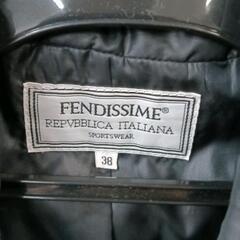 FENDISSIME®
REPVBBLICA ITALIANA
SPORTSWEAR
38